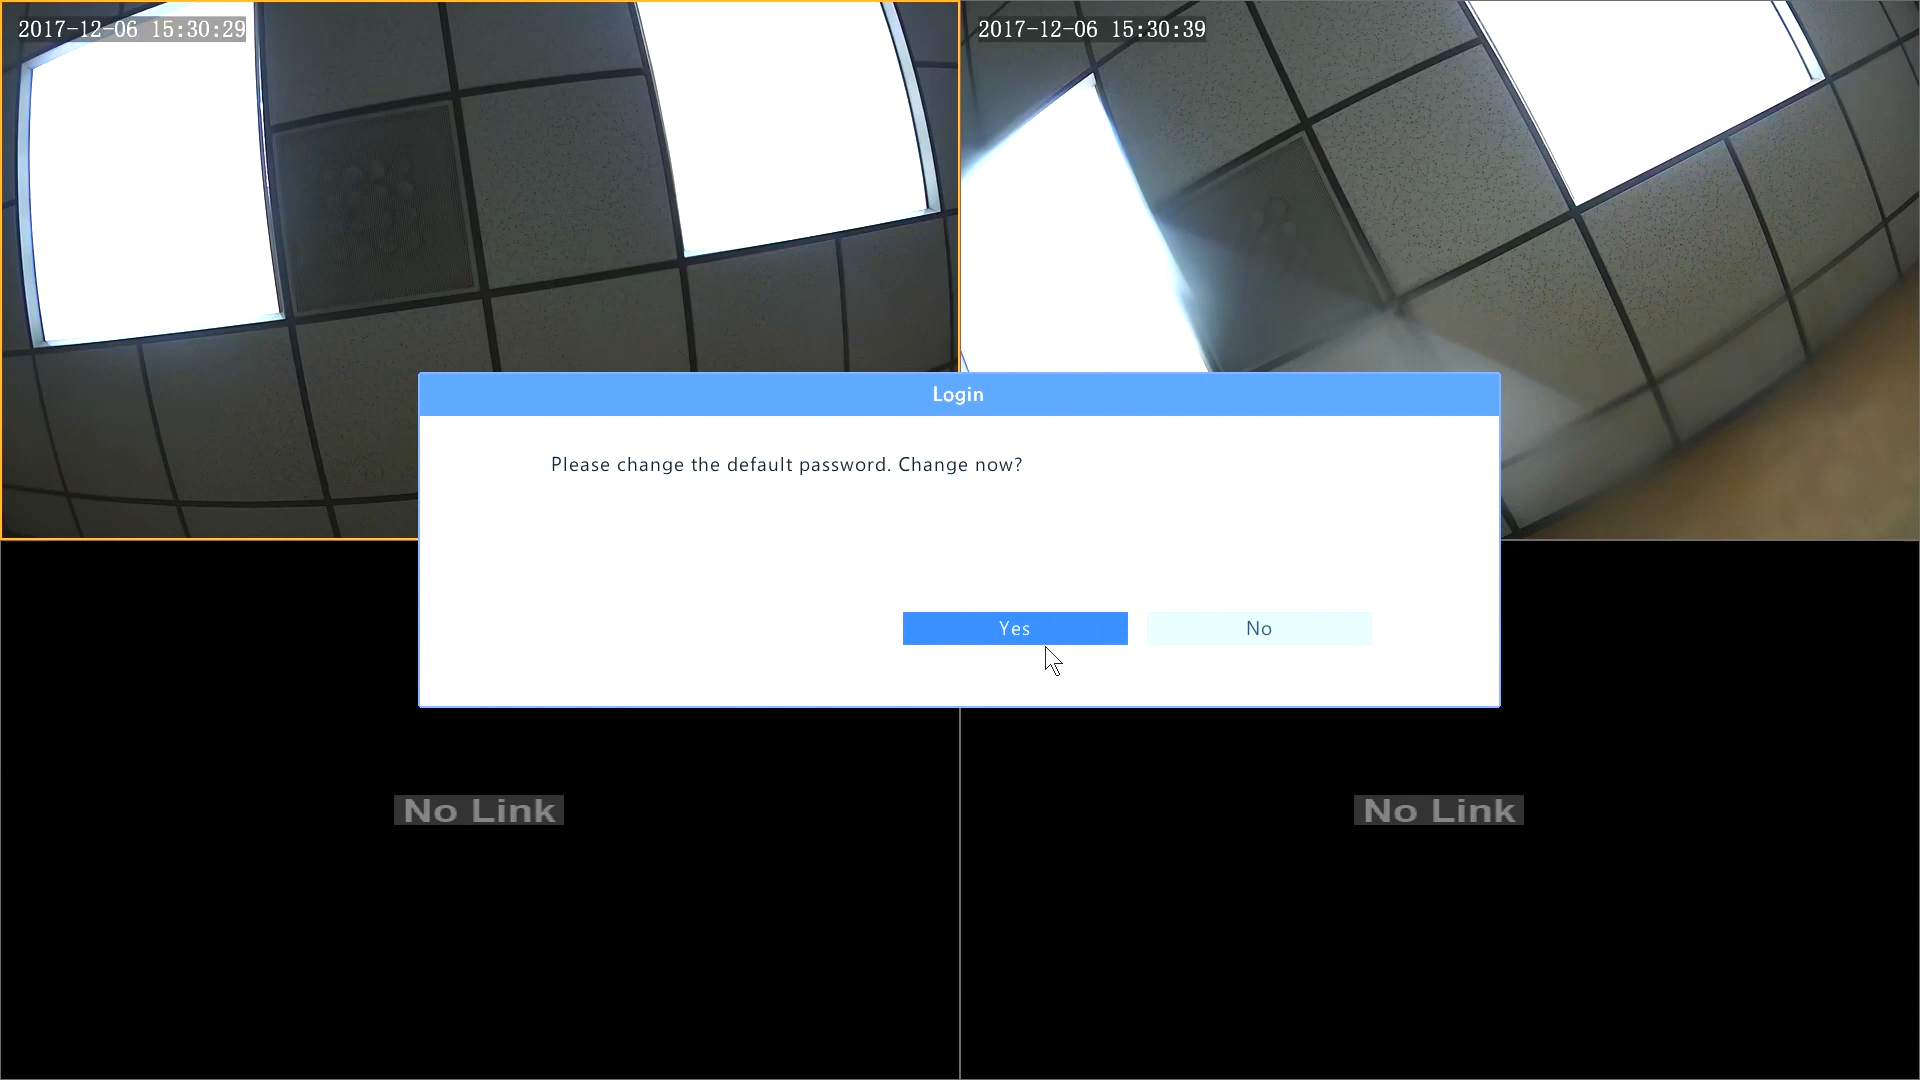 2017-12-06 15:30:29
2017-12-06 15:30:39
Login
Please change the default password. Change now?
Yes
No
No Link
No Link